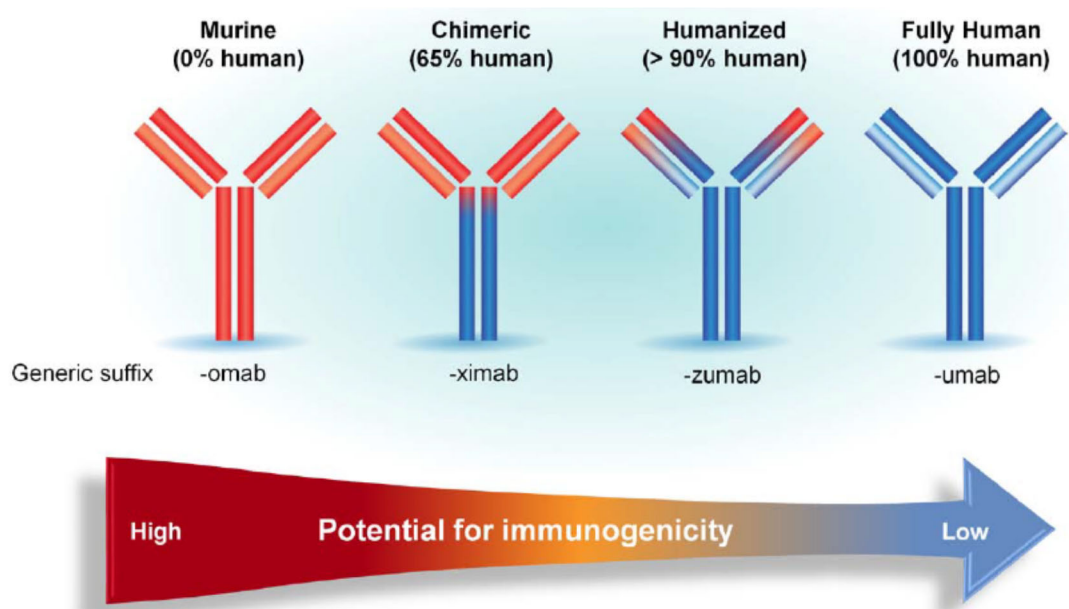 Murine
(0% human)
Chimeric
(65% human)
Humanized
(> 90% human)
Fully Human
(100% human)
Generic suffix
-omab
-ximab
-zumab
-umab
High
Potential for immunogenicity
Low